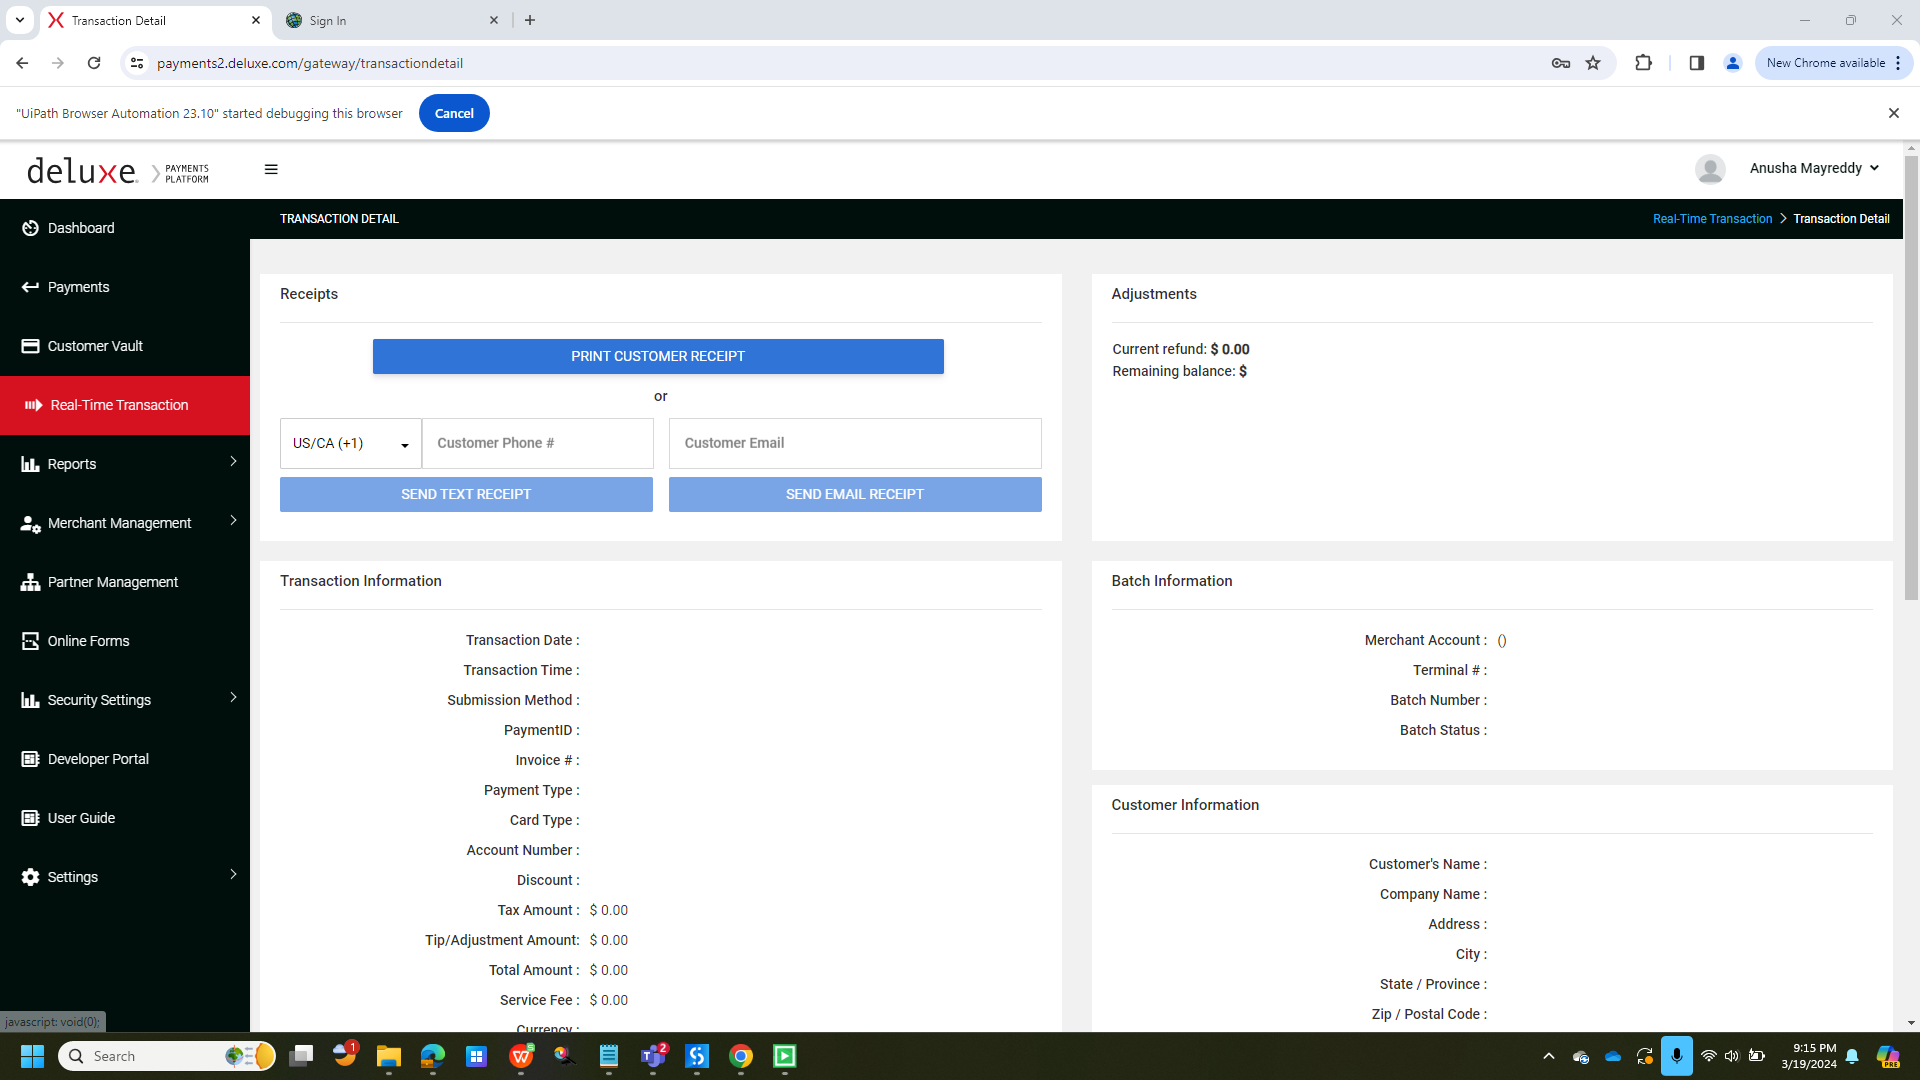 Transaction Detail
Sign In
payments2.deluxe.com/gateway/transactiondetail
New Chrome available
"UiPath Browser Automation 23.10" started debugging this browser
Cancel
deluxe.
PAYMENTS
PLATFORM
Anusha Mayreddy
Dashboard
Payments
Customer Vault
Real-Time Transaction
Reports
Merchant Management
Partner Management
Online Forms
Security Settings
Developer Portal
User Guide
Settings
TRANSACTION DETAIL
Real-Time Transaction > Transaction Detail
Receipts
PRINT CUSTOMER RECEIPT
or
US/CA (+1)
Customer Phone #
Customer Email
SEND TEXT RECEIPT
SEND EMAIL RECEIPT
Adjustments
Current refund: $ 0.00
Remaining balance: $
Transaction Information
Transaction Date :
Transaction Time :
Submission Method :
PaymentID :
Invoice # :
Payment Type :
Card Type :
Account Number :
Discount :
Tax Amount : $ 0.00
Tip/Adjustment Amount: $ 0.00
Total Amount : $ 0.00
Service Fee : $ 0.00
Currency :
Batch Information
Merchant Account : ()
Terminal # :
Batch Number :
Batch Status :
Customer Information
Customer's Name :
Company Name :
Address :
City :
State / Province :
Zip / Postal Code :
javascript: void(0);
Search
1
2
9:15 PM
3/19/2024
PRE